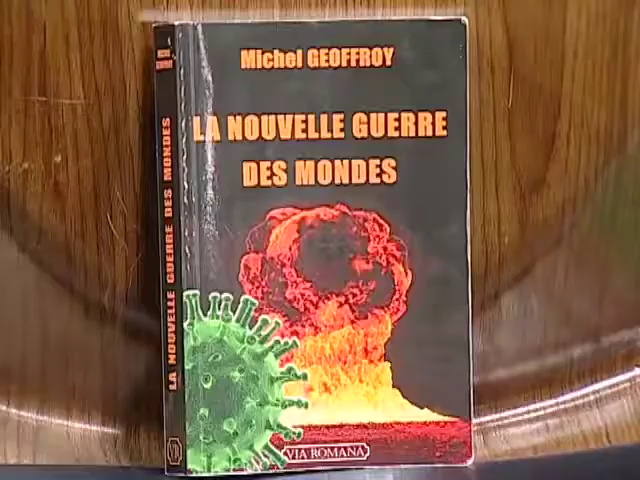 Michel GEOFFROY
LA NOUVELLE GUERRE
DES MONDES
VIA ROMANA
LA NOUVELLE GUERRE DES MONDES